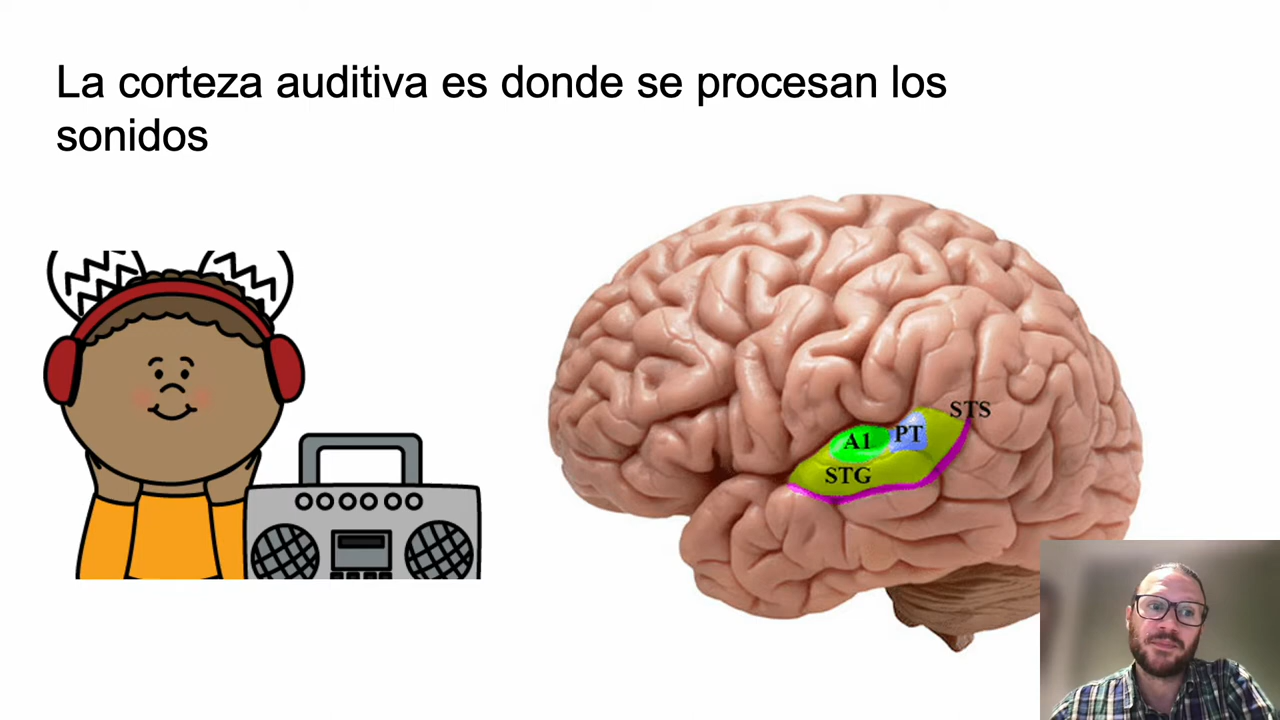 La corteza auditiva es donde se procesan los
sonidos
STS
A1 PT
STG